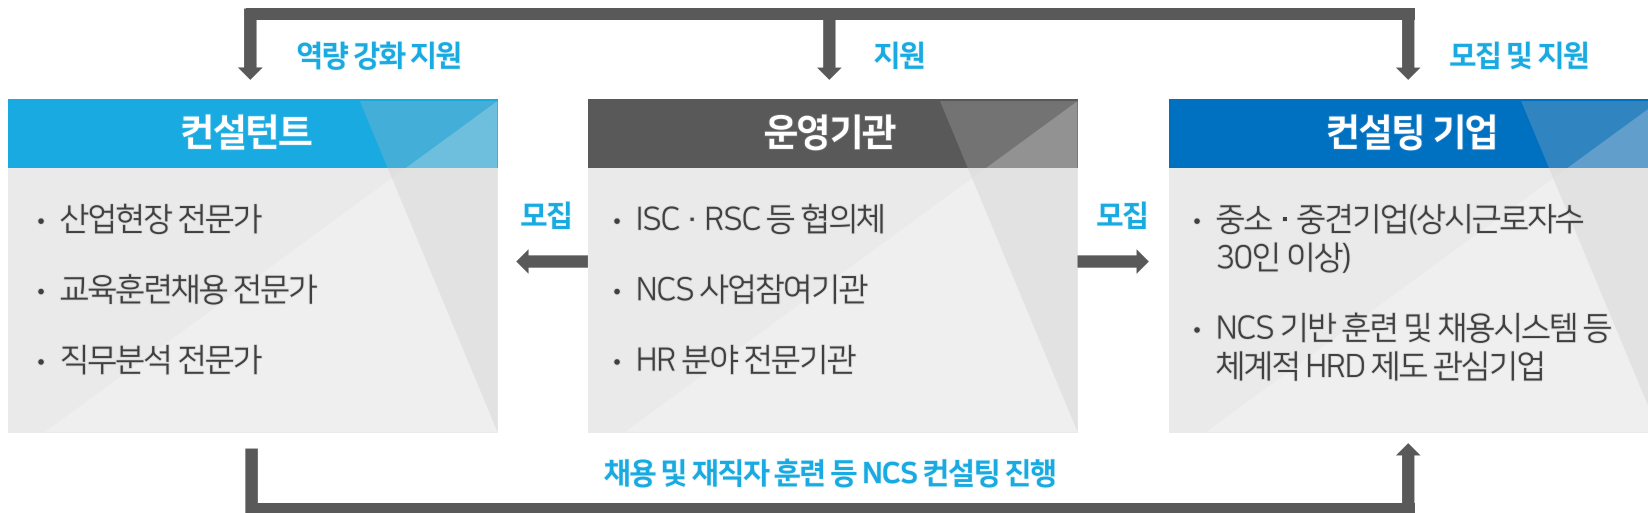 역량 강화 지원
지원
모집 및 지원
컨설턴트
• 산업현장 전문가
• 교육훈련채용 전문가
• 직무분석 전문가
모집
운영기관
• ISC · RSC 등 협의체
• NCS 사업참여기관
• HR 분야 전문기관
모집
컨설팅 기업
• 중소 · 중견기업(상시근로자수
30인 이상)
• NCS 기반 훈련 및 채용시스템 등
체계적 HRD 제도 관심기업
채용 및 재직자 훈련 등 NCS 컨설팅 진행